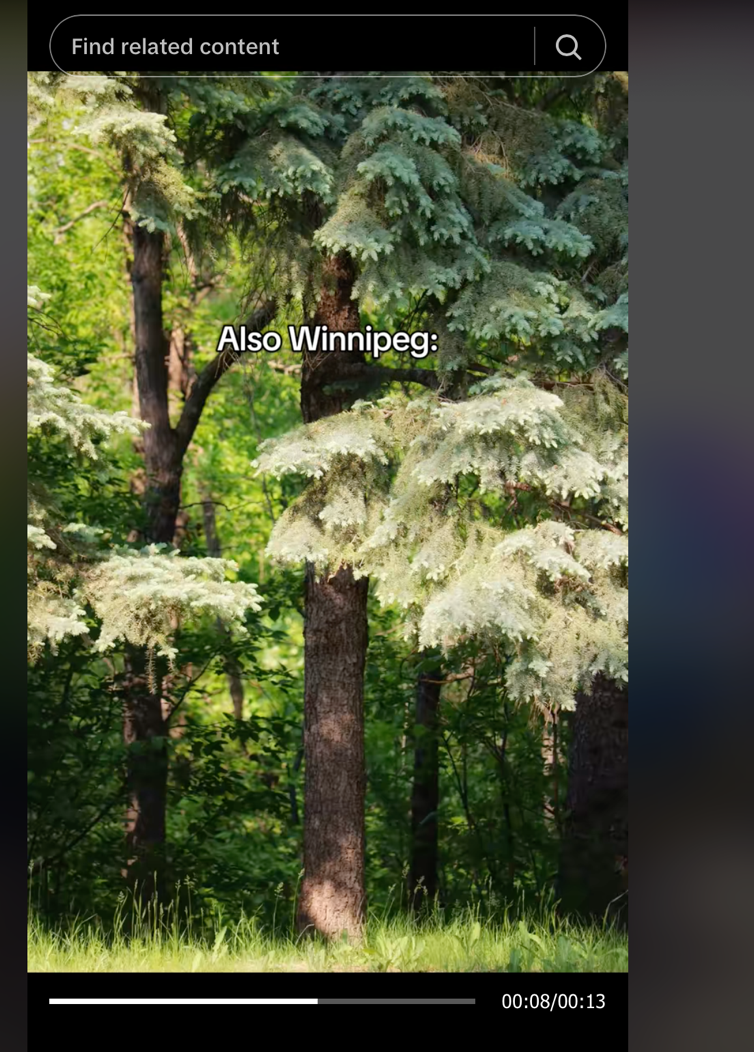 Find related content
Also Winnipeg:
00:08/00:13